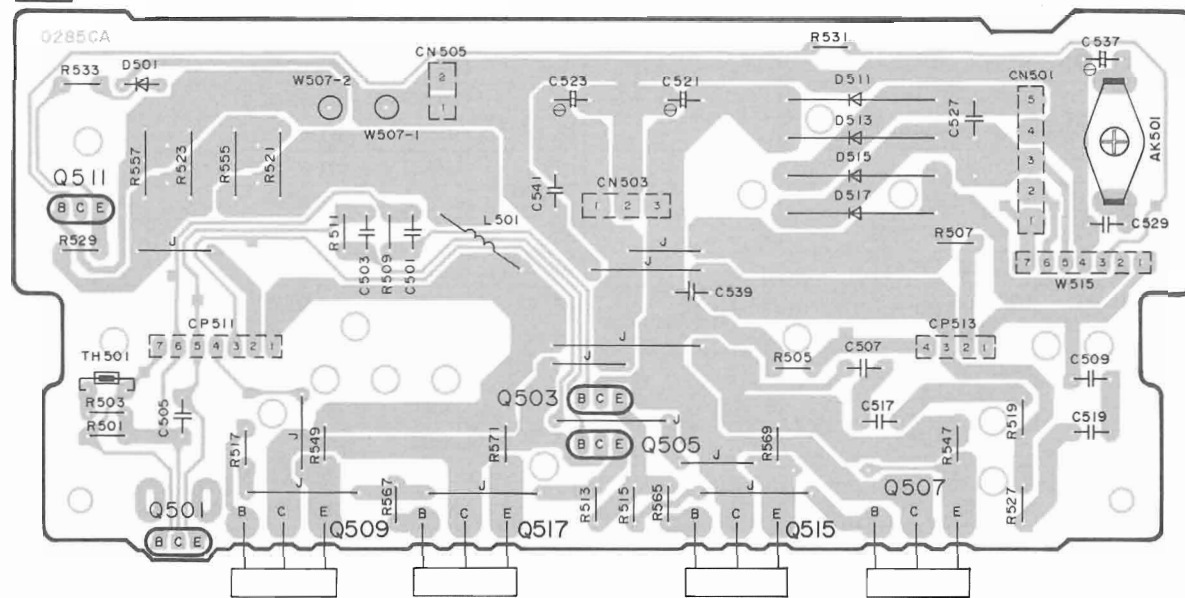 0285CA
R533
D501
W507-2
W507-1
CN505
2
1
C523
C521
R531
D511
D513
D515
D517
C527
CN501
5
4
3
2
1
C537
AK501
C529
R557
R523
R555
R521
Q511
B C E
R529
J
R511
C503
R509
C501
L501
C541
CN503
1 2 3
J
J
C539
R507
7 6 5 4 3 2 1
W515
CP511
7 6 5 4 3 2 1
CP513
4 3 2 1
TH501
R503
R501
C505
J
J
R505
C507
C509
C517
C519
Q503
B C E
J
B C E
Q505
R517
J
R549
R571
R569
R547
R519
J
J
R567
J
R513
R515
R565
J
R527
Q501
B C E
B C E
Q509
B C E
Q517
B C E
Q515
Q507
B C E